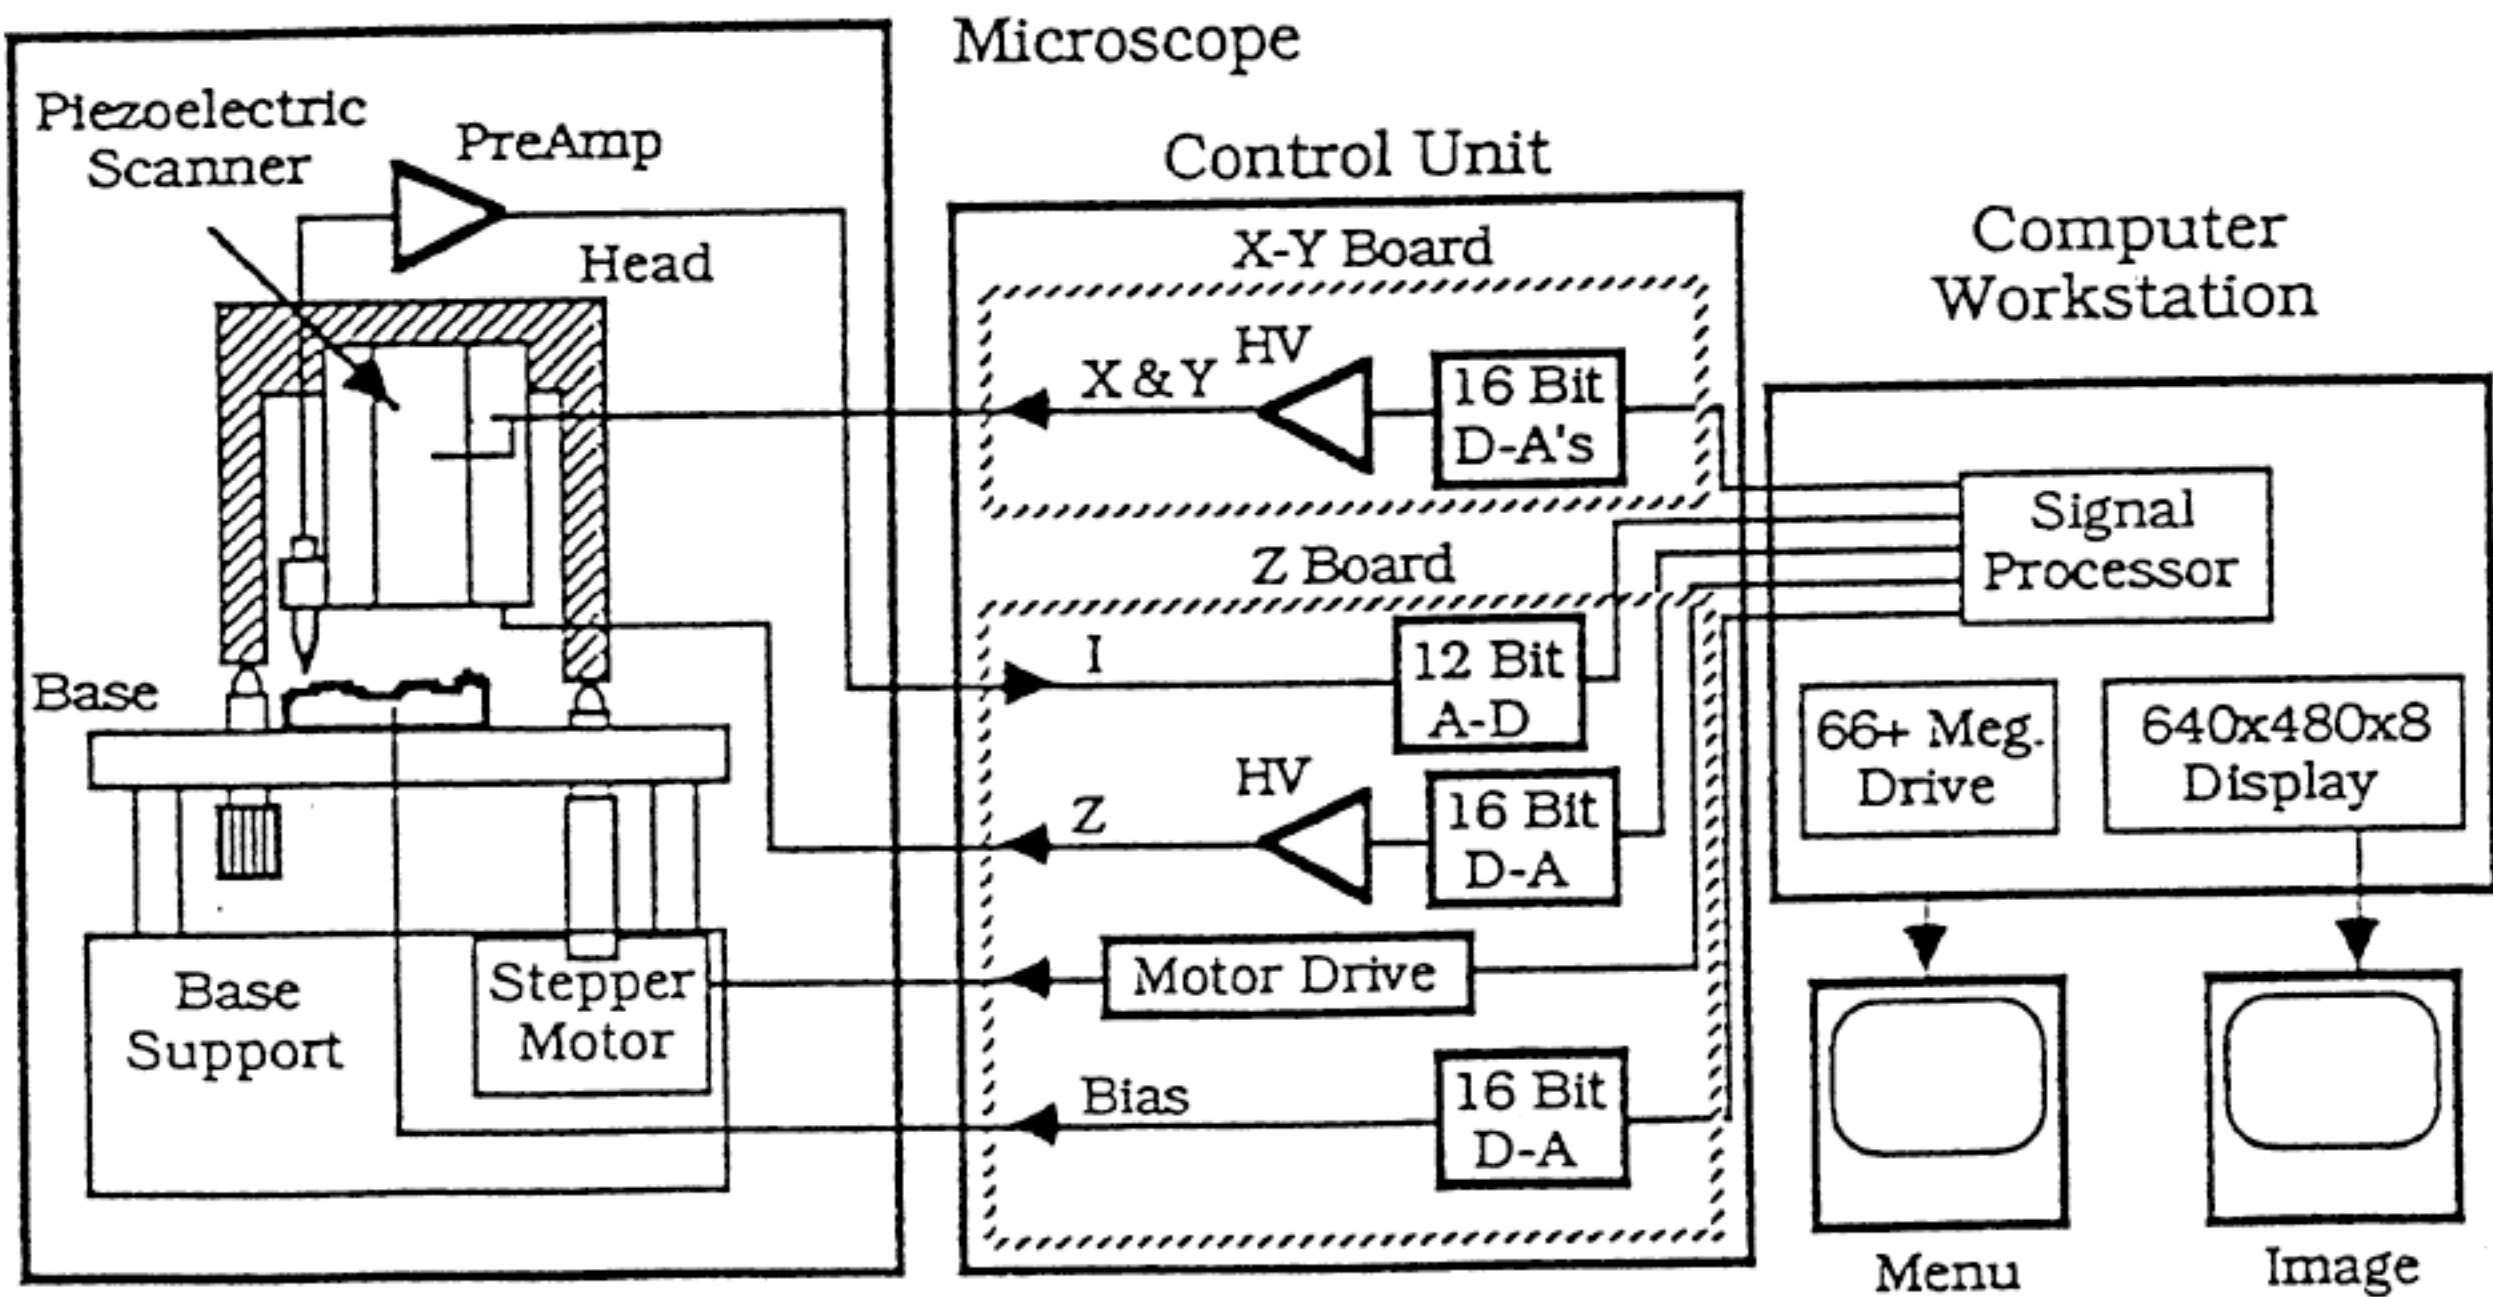 Microscope
Piezoelectric
Scanner
PreAmp
Head
Base
Base
Support
Stepper
Motor
Control Unit
X-Y Board
X & Y
HV
16 Bit
D-A's
Z Board
I
12 Bit
A-D
Z
HV
16 Bit
D-A
Motor Drive
Bias
16 Bit
D-A
Computer
Workstation
Signal
Processor
66+ Meg.
Drive
640x480x8
Display
Menu
Image